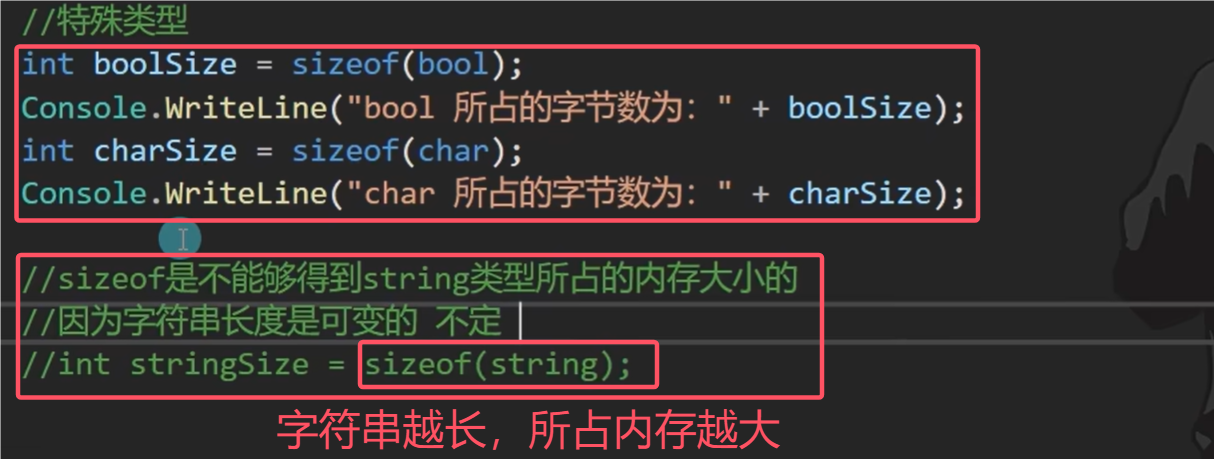 //特殊类型
int boolSize = sizeof(bool);
Console.WriteLine("bool 所占的字节数为：" + boolSize);
int charSize = sizeof(char);
Console.WriteLine("char 所占的字节数为：" + charSize);
//sizeof是不能够得到string类型所占的内存大小的
//因为字符串长度是可变的 不定
//int stringSize = sizeof(string);
字符串越长，所占内存越大